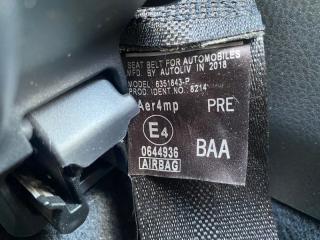 SEAT BELT FOR AUTOMOBILES
MFG. BY AUTOLIV IN 2018
MODEL 6351843-P
PROD. IDENT. NO. 8214
Aer4mp PRE
E4
0644936 BAA
AIRBAG